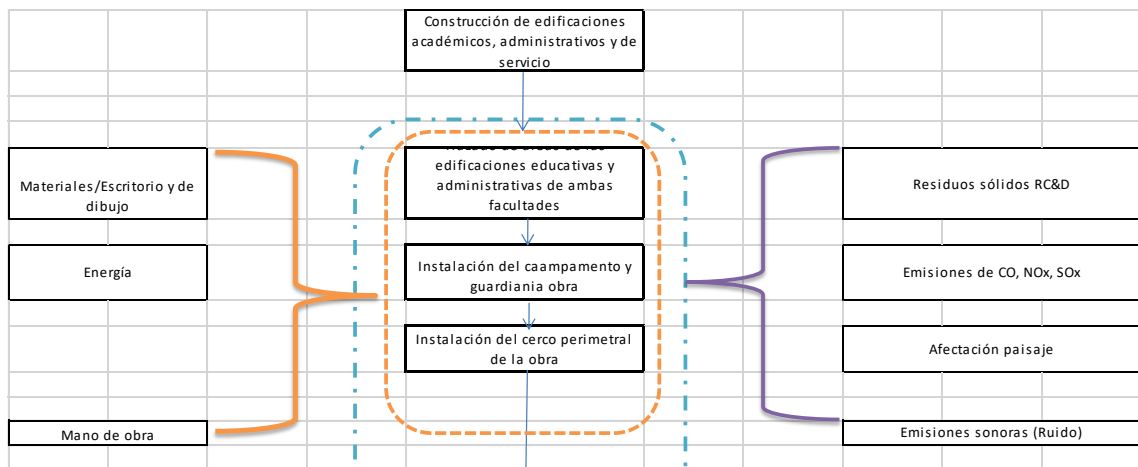 Construcción de edificaciones
académicos, administrativos y de
servicio
edificaciones educativas y
administrativas de ambas
facultades
Materiales/Escritorio y de
dibujo
Residuos sólidos RC&D
Energía
Instalación del caampamento y
guardiania obra
Emisiones de CO, NOx, SOx
Instalación del cerco perimetral
de la obra
Afectación paisaje
Mano de obra
Emisiones sonoras (Ruido)